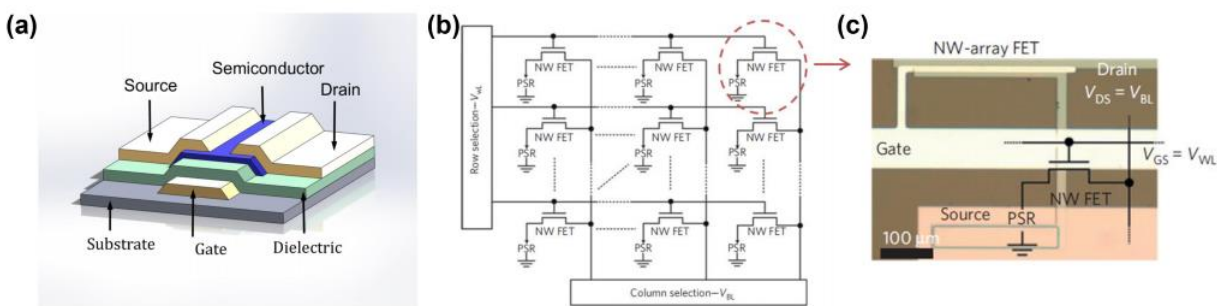 (a)
Semiconductor
Source
Drain
Substrate
Gate
Dielectric
(b)
Row selection–V_WL
NW FET
NW FET
NW FET
PSR
PSR
PSR
NW FET
NW FET
NW FET
PSR
PSR
PSR
NW FET
NW FET
NW FET
PSR
PSR
PSR
Column selection–V_BL
(c)
NW-array FET
Drain
V_DS = V_BL
Gate
V_GS = V_WL
NW FET
Source
PSR
100 µm